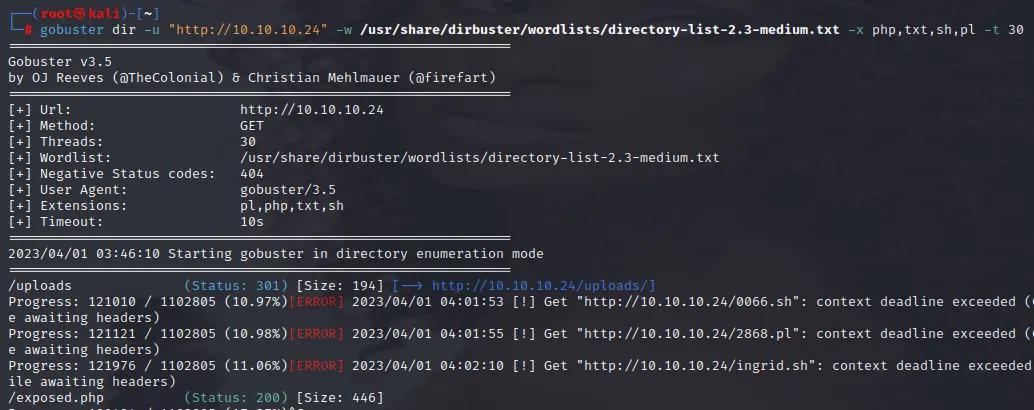 ┌──(root㉿kali)-[~]
└─# gobuster dir -u "http://10.10.10.24" -w /usr/share/dirbuster/wordlists/directory-list-2.3-medium.txt -x php,txt,sh,pl -t 30
===============================================================
Gobuster v3.5
by OJ Reeves (@TheColonial) & Christian Mehlmauer (@firefart)
===============================================================
[+] Url:                     http://10.10.10.24
[+] Method:                  GET
[+] Threads:                 30
[+] Wordlist:                /usr/share/dirbuster/wordlists/directory-list-2.3-medium.txt
[+] Negative Status codes:   404
[+] User Agent:              gobuster/3.5
[+] Extensions:              pl,php,txt,sh
[+] Timeout:                 10s
===============================================================
2023/04/01 03:46:10 Starting gobuster in directory enumeration mode
===============================================================
/uploads              (Status: 301) [Size: 194] [--> http://10.10.10.24/uploads/]
Progress: 121010 / 1102805 (10.97%)[ERROR] 2023/04/01 04:01:53 [!] Get "http://10.10.10.24/0066.sh": context deadline exceeded (
e awaiting headers)
Progress: 121121 / 1102805 (10.98%)[ERROR] 2023/04/01 04:01:55 [!] Get "http://10.10.10.24/2868.pl": context deadline exceeded (
e awaiting headers)
Progress: 121976 / 1102805 (11.06%)[ERROR] 2023/04/01 04:02:10 [!] Get "http://10.10.10.24/ingrid.sh": context deadline exceeded
ile awaiting headers)
/exposed.php          (Status: 200) [Size: 446]